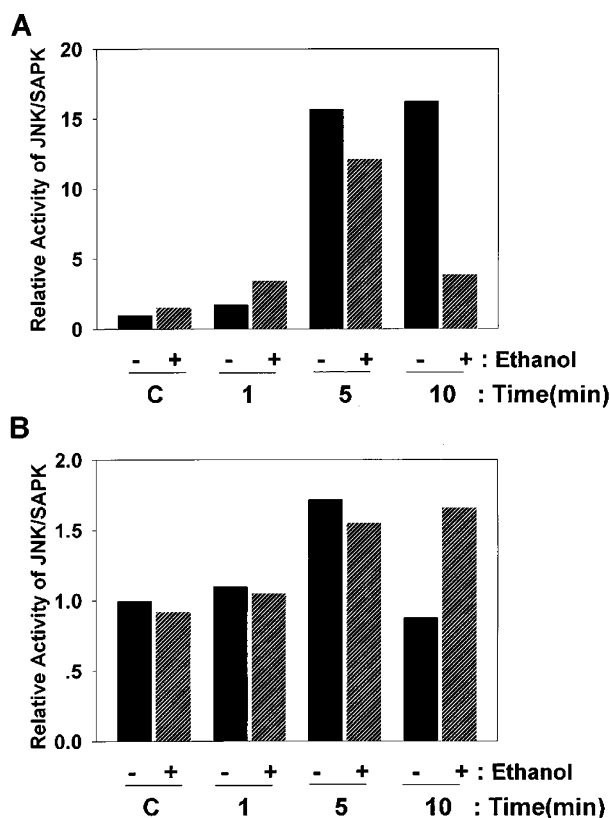 A
Relative Activity of JNK/SAPK
20
15
10
5
0
- + - + - + - + : Ethanol
C 1 5 10 : Time(min)
B
Relative Activity of JNK/SAPK
2.0
1.5
1.0
.5
0.0
- + - + - + - + : Ethanol
C 1 5 10 : Time(min)